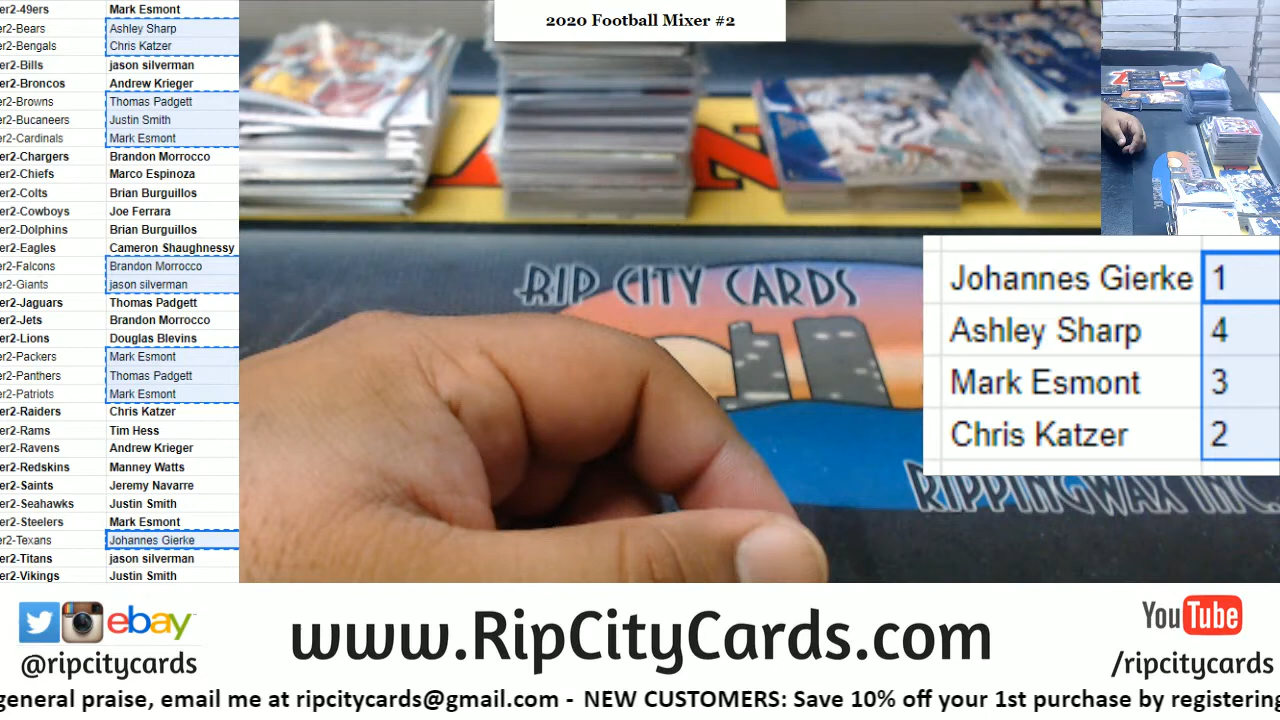 2020 Football Mixer #2
er2-49ers Mark Esmont
er2-Bears Ashley Sharp
er2-Bengals Chris Katzer
er2-Bills jason silverman
er2-Broncos Andrew Krieger
er2-Browns Thomas Padgett
er2-Bucaneers Justin Smith
er2-Cardinals Mark Esmont
er2-Chargers Brandon Morrocco
er2-Chiefs Marco Espinoza
er2-Colts Brian Burguillos
er2-Cowboys Joe Ferrara
er2-Dolphins Brian Burguillos
er2-Eagles Cameron Shaughnessy
er2-Falcons Brandon Morrocco
er2-Giants jason silverman
er2-Jaguars Thomas Padgett
er2-Jets Brandon Morrocco
er2-Lions Douglas Blevins
er2-Packers Mark Esmont
er2-Panthers Thomas Padgett
er2-Patriots Mark Esmont
er2-Raiders Chris Katzer
er2-Rams Tim Hess
er2-Ravens Andrew Krieger
er2-Redskins Manney Watts
er2-Saints Jeremy Navarre
er2-Seahawks Justin Smith
er2-Steelers Mark Esmont
er2-Texans Johannes Gierke
er2-Titans jason silverman
er2-Vikings Justin Smith
RIP CITY CARDS
RIPPINGWAX INC.
Johannes Gierke 1
Ashley Sharp 4
Mark Esmont 3
Chris Katzer 2
ebay
@ripcitycards
www.RipCityCards.com
YouTube
/ripcitycards
general praise, email me at ripcitycards@gmail.com - NEW CUSTOMERS: Save 10% off your 1st purchase by registering